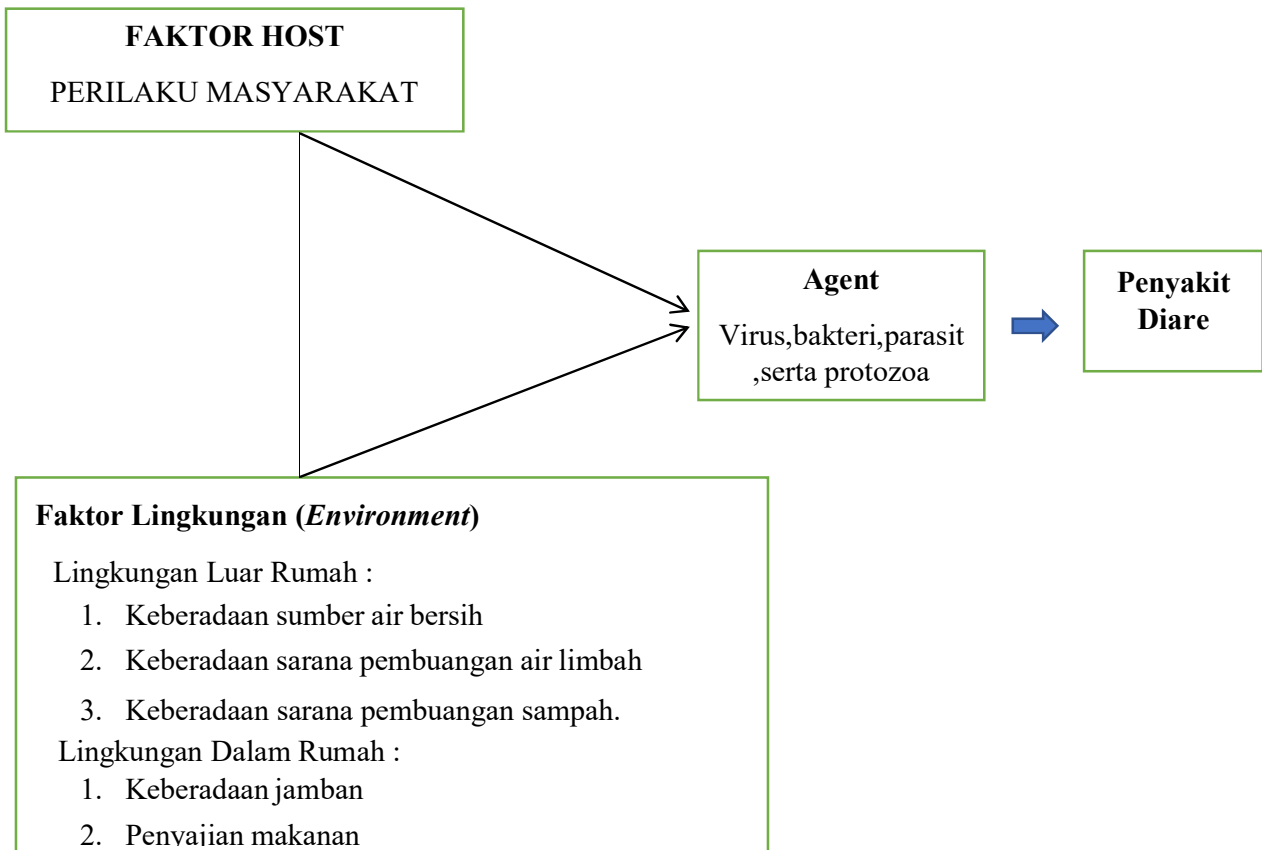 FAKTOR HOST
PERILAKU MASYARAKAT
Agent
Virus,bakteri,parasit
,serta protozoa
Penyakit
Diare
Faktor Lingkungan (Environment)
Lingkungan Luar Rumah :
1. Keberadaan sumber air bersih
2. Keberadaan sarana pembuangan air limbah
3. Keberadaan sarana pembuangan sampah.
Lingkungan Dalam Rumah :
1. Keberadaan jamban
2. Penyajian makanan